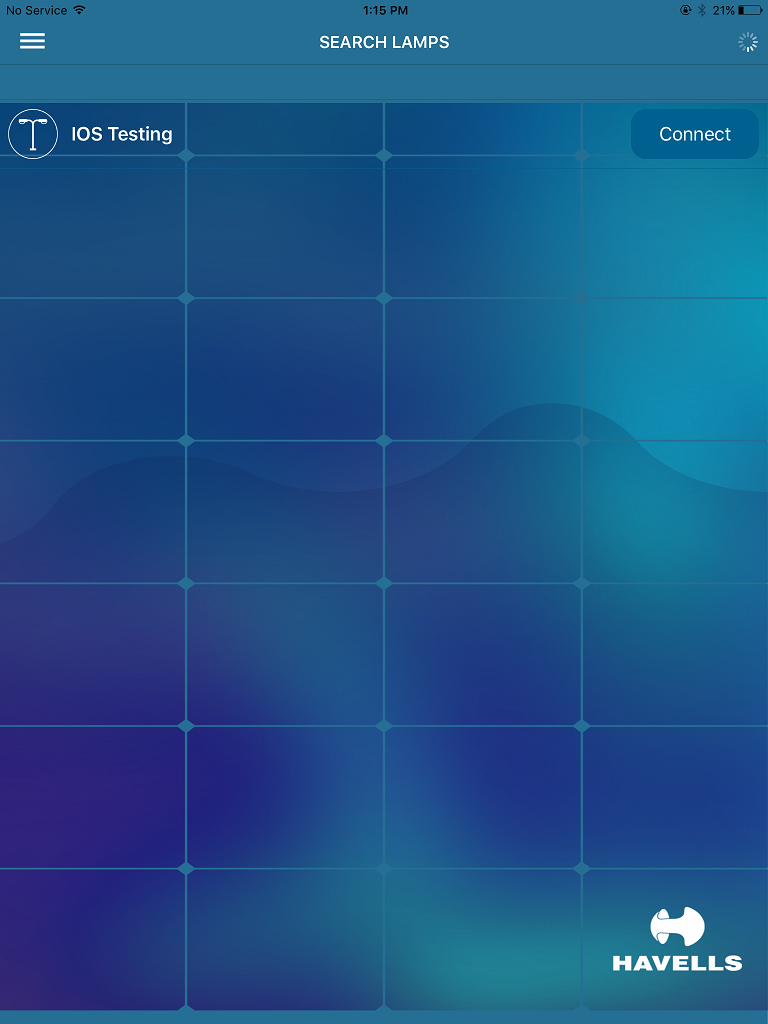 No Service 1:15 PM 21%
SEARCH LAMPS
IOS Testing Connect
HAVELLS